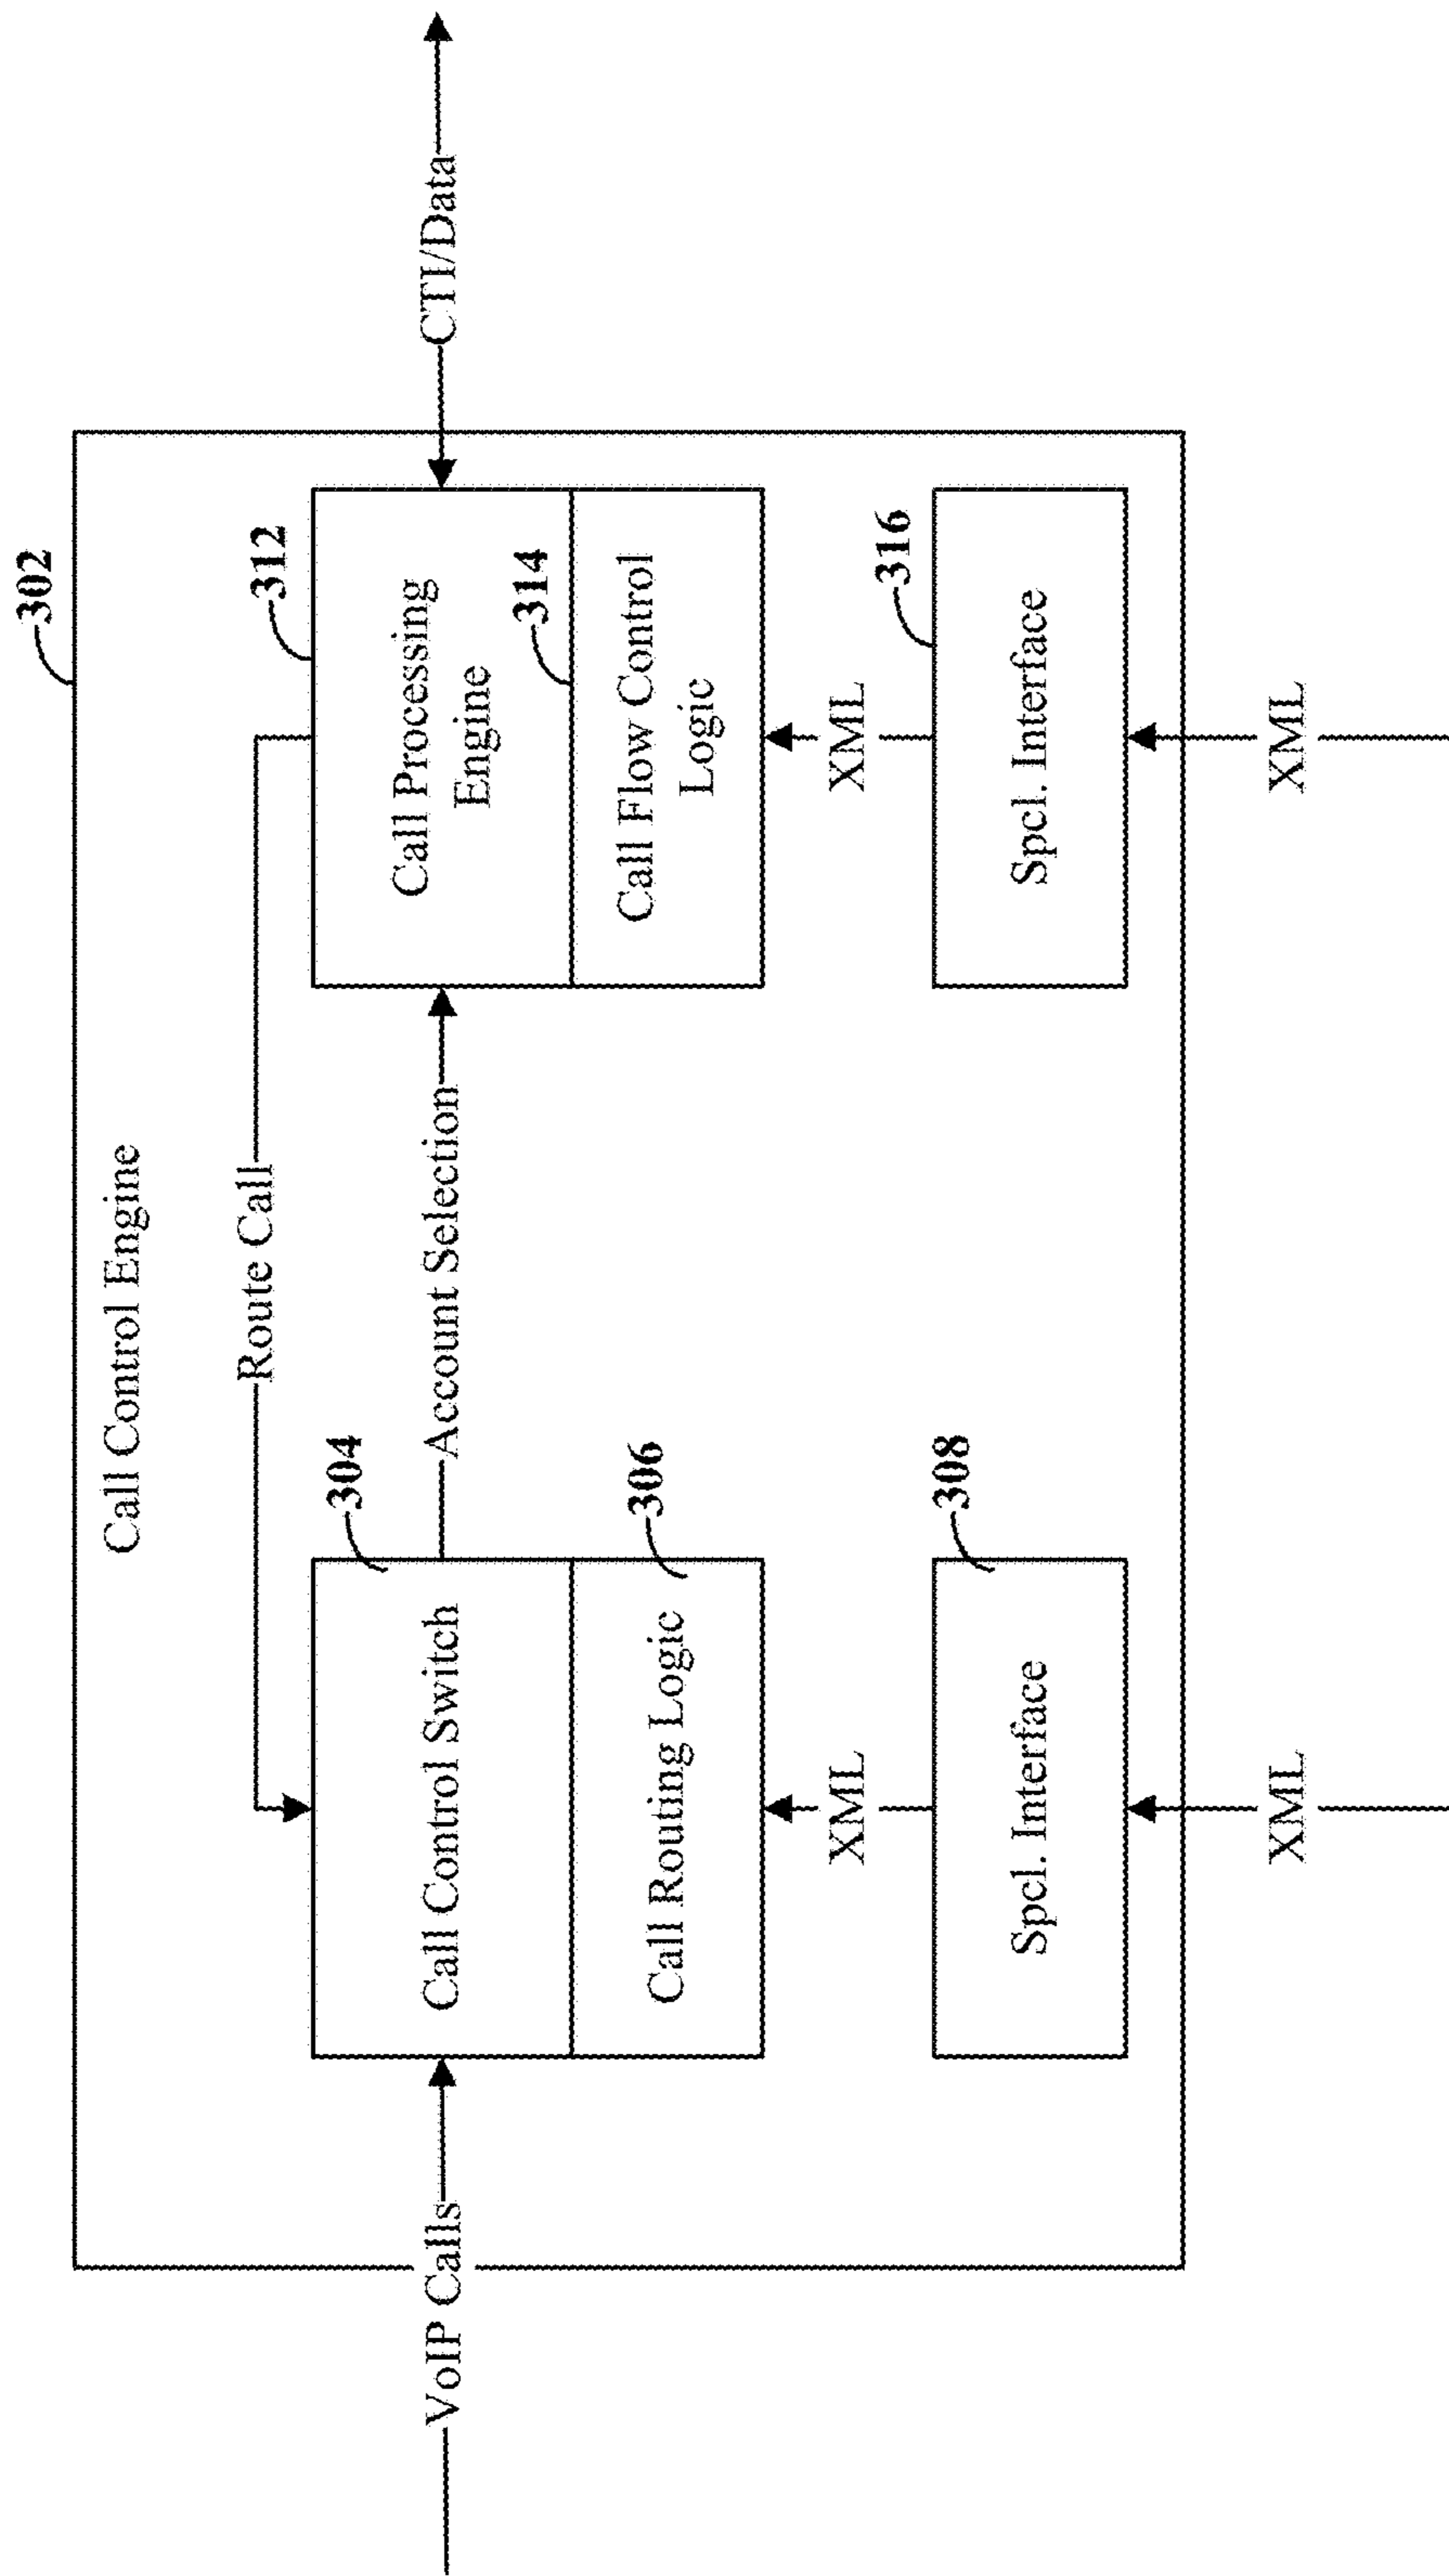 302
Call Control Engine
Route Call
304
312
VoIP Calls
Call Control Switch
Account Selection
Call Processing
Engine
CTI/Data
306
314
Call Routing Logic
Call Flow Control
Logic
XML
XML
308
316
Spcl. Interface
Spcl. Interface
XML
XML